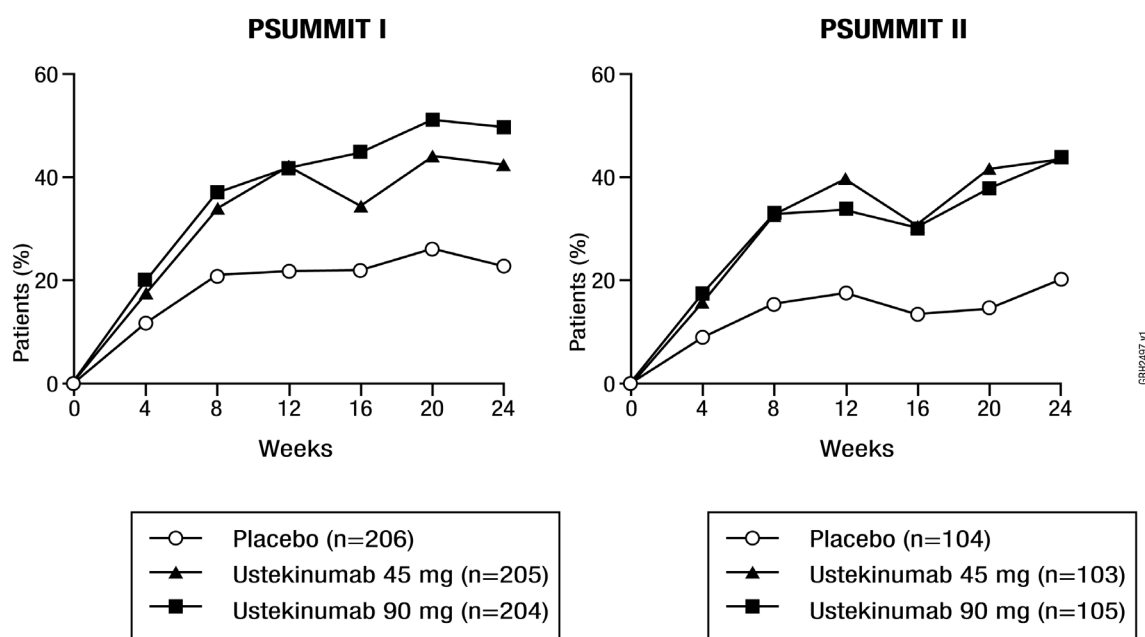 PSUMMIT I
60
40
20
0
Patients (%)
0 4 8 12 16 20 24
Weeks
Placebo (n=206)
Ustekinumab 45 mg (n=205)
Ustekinumab 90 mg (n=204)
PSUMMIT II
60
40
20
0
Patients (%)
0 4 8 12 16 20 24
Weeks
Placebo (n=104)
Ustekinumab 45 mg (n=103)
Ustekinumab 90 mg (n=105)
GBH2497 v1